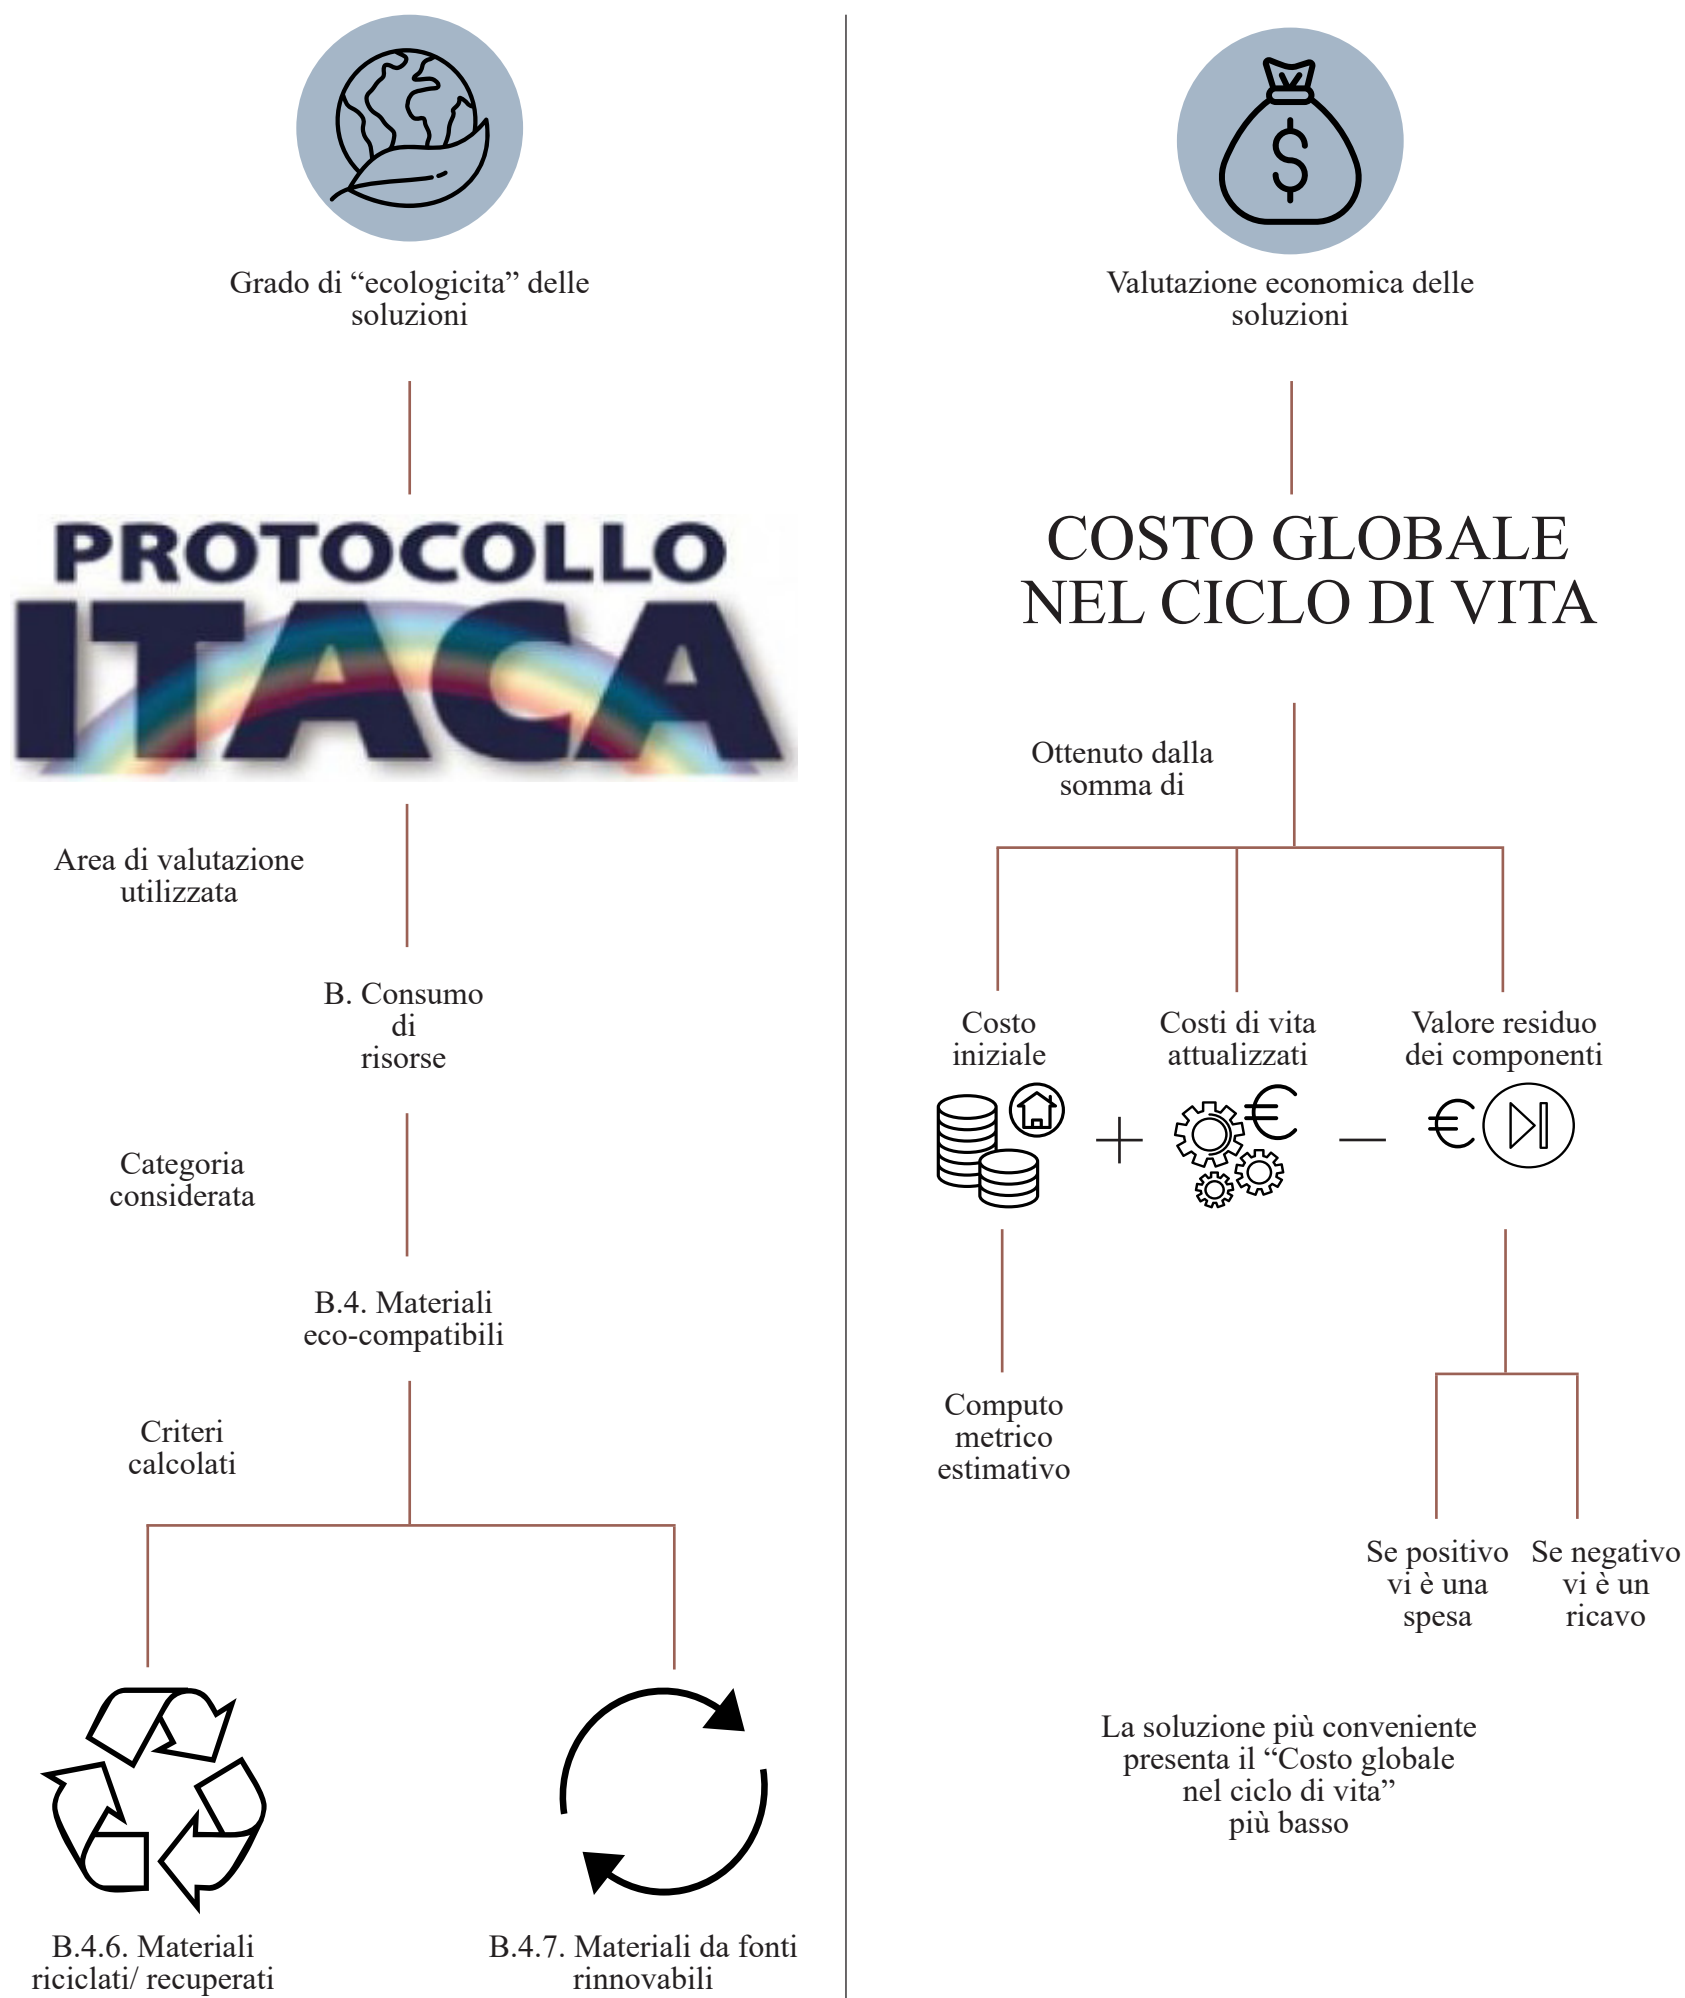 Grado di “ecologicita” delle
soluzioni
PROTOCOLLO
ITACA
Area di valutazione
utilizzata
B. Consumo
di
risorse
Categoria
considerata
B.4. Materiali
eco-compatibili
Criteri
calcolati
B.4.6. Materiali
riciclati/ recuperati
B.4.7. Materiali da fonti
rinnovabili
Valutazione economica delle
soluzioni
COSTO GLOBALE
NEL CICLO DI VITA
Ottenuto dalla
somma di
Costo
iniziale
Costi di vita
attualizzati
Valore residuo
dei componenti
Computo
metrico
estimativo
Se positivo
vi è una
spesa
Se negativo
vi è un
ricavo
La soluzione più conveniente
presenta il “Costo globale
nel ciclo di vita”
più basso